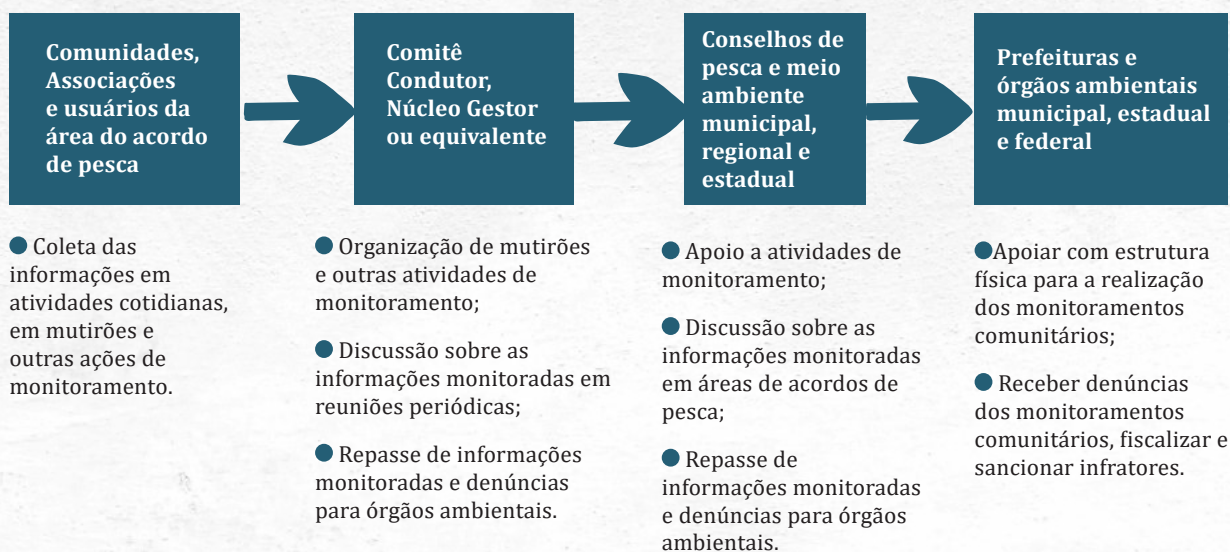 Comunidades,
Associações
e usuários da
área do acordo
de pesca
Comitê
Condutor,
Núcleo Gestor
ou equivalente
Conselhos de
pesca e meio
ambiente
municipal,
regional e
estadual
Prefeituras e
órgãos ambientais
municipal, estadual
e federal
● Coleta das
informações em
atividades cotidianas,
em mutirões e
outras ações de
monitoramento.
● Organização de mutirões
e outras atividades de
monitoramento;
● Discussão sobre as
informações monitoradas em
reuniões periódicas;
● Repasse de informações
monitoradas e denúncias
para órgãos ambientais.
● Apoio a atividades de
monitoramento;
● Discussão sobre as
informações monitoradas
em áreas de acordos de
pesca;
● Repasse de
informações monitoradas
e denúncias para órgãos
ambientais.
●Apoiar com estrutura
física para a realização
dos monitoramentos
comunitários;
● Receber denúncias
dos monitoramentos
comunitários, fiscalizar e
sancionar infratores.